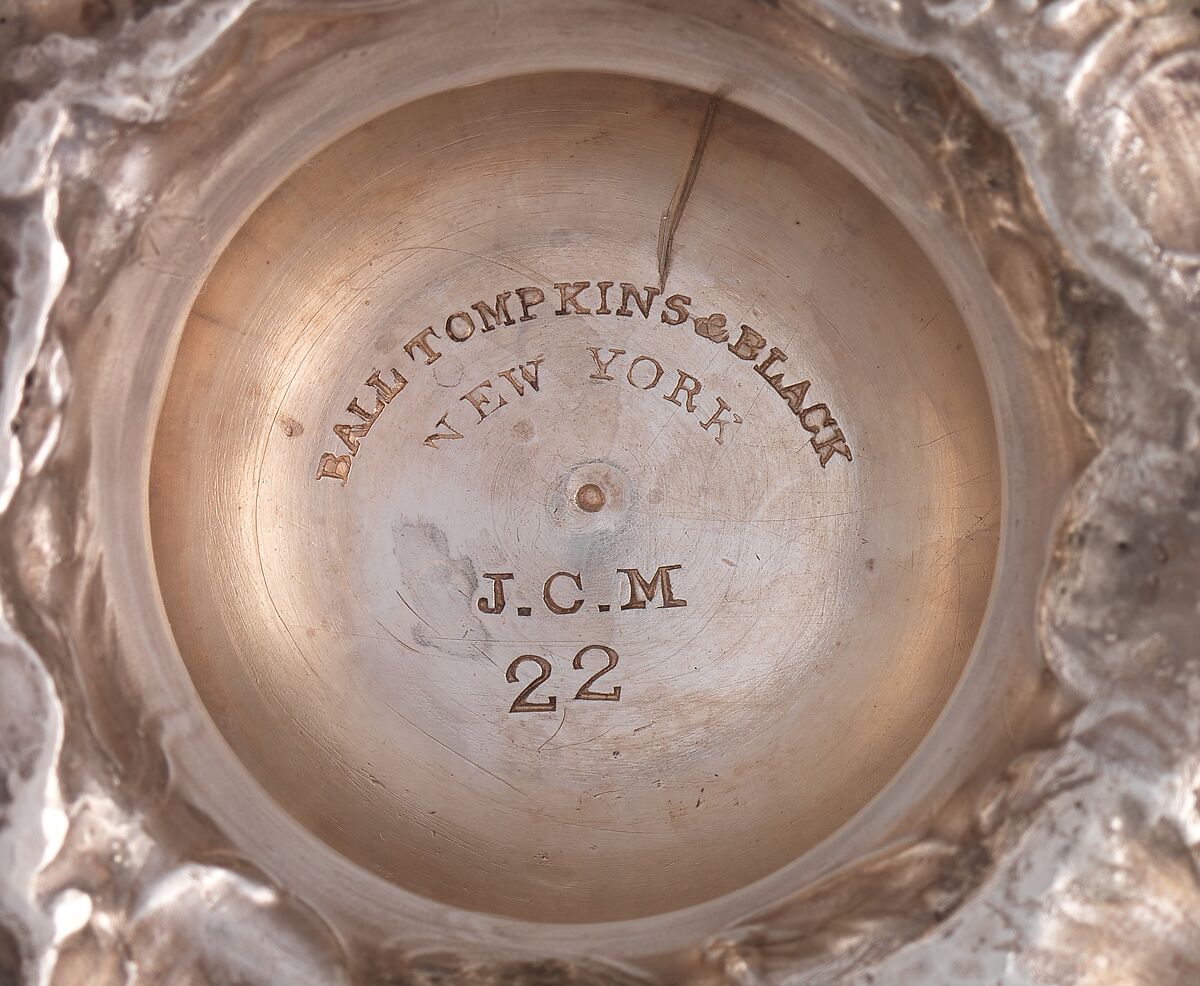 BALL TOMPKINS & BLACK
NEW YORK
J.C.M
22